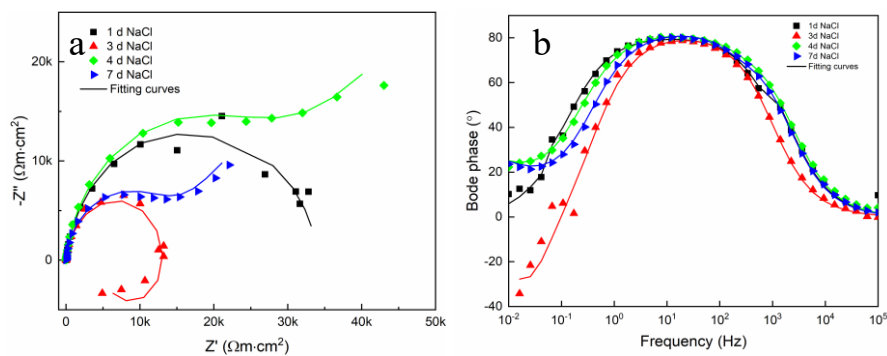 a
1 d NaCl
3 d NaCl
4 d NaCl
7 d NaCl
Fitting curves
20k
10k
0
-Z'' (Ωm·cm²)
0
10k
20k
30k
40k
50k
Z' (Ωm·cm²)
b
1d NaCl
3d NaCl
4d NaCl
7d NaCl
Fitting curves
80
60
40
20
0
-20
-40
Bode phase (°)
10⁻²
10⁻¹
10⁰
10¹
10²
10³
10⁴
10⁵
Frequency (Hz)